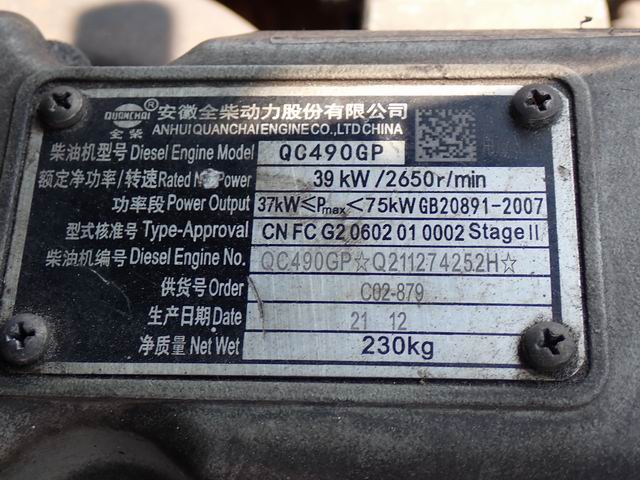 QUANCHAI ® 安徽全柴动力股份有限公司
全柴 ANHUI QUANCHAI ENGINE CO., LTD CHINA
柴油机型号 Diesel Engine Model QC490GP
额定净功率/转速 Rated Net Power 39 kW /2650r/min
功率段 Power Output 37kW≤Pmax<75kW GB20891-2007
型式核准号 Type-Approval CN FC G2 0602 01 0002 Stage II
柴油机编号 Diesel Engine No. QC490GP☆Q211274252H☆
供货号 Order C02-879
生产日期 Date 21 12
净质量 Net Wet 230kg